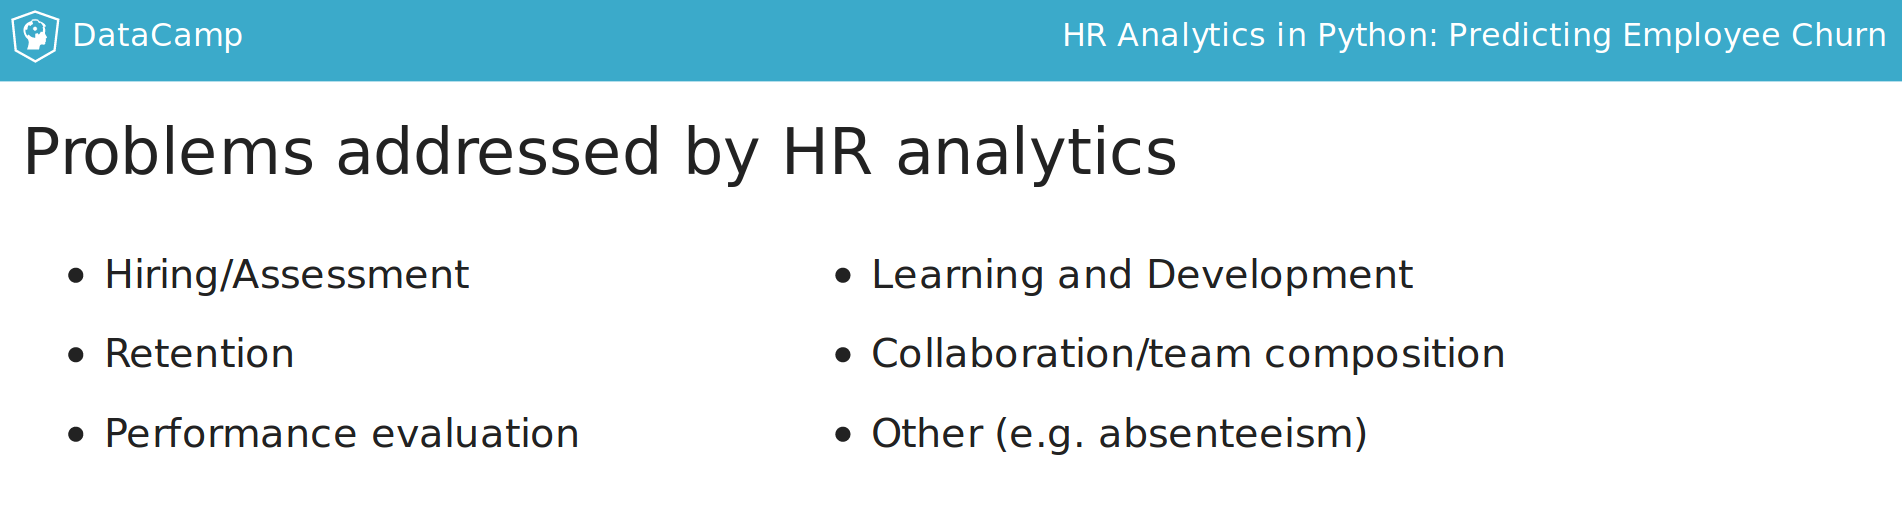 DataCamp
HR Analytics in Python: Predicting Employee Churn
Problems addressed by HR analytics
• Hiring/Assessment
• Retention
• Performance evaluation
• Learning and Development
• Collaboration/team composition
• Other (e.g. absenteeism)